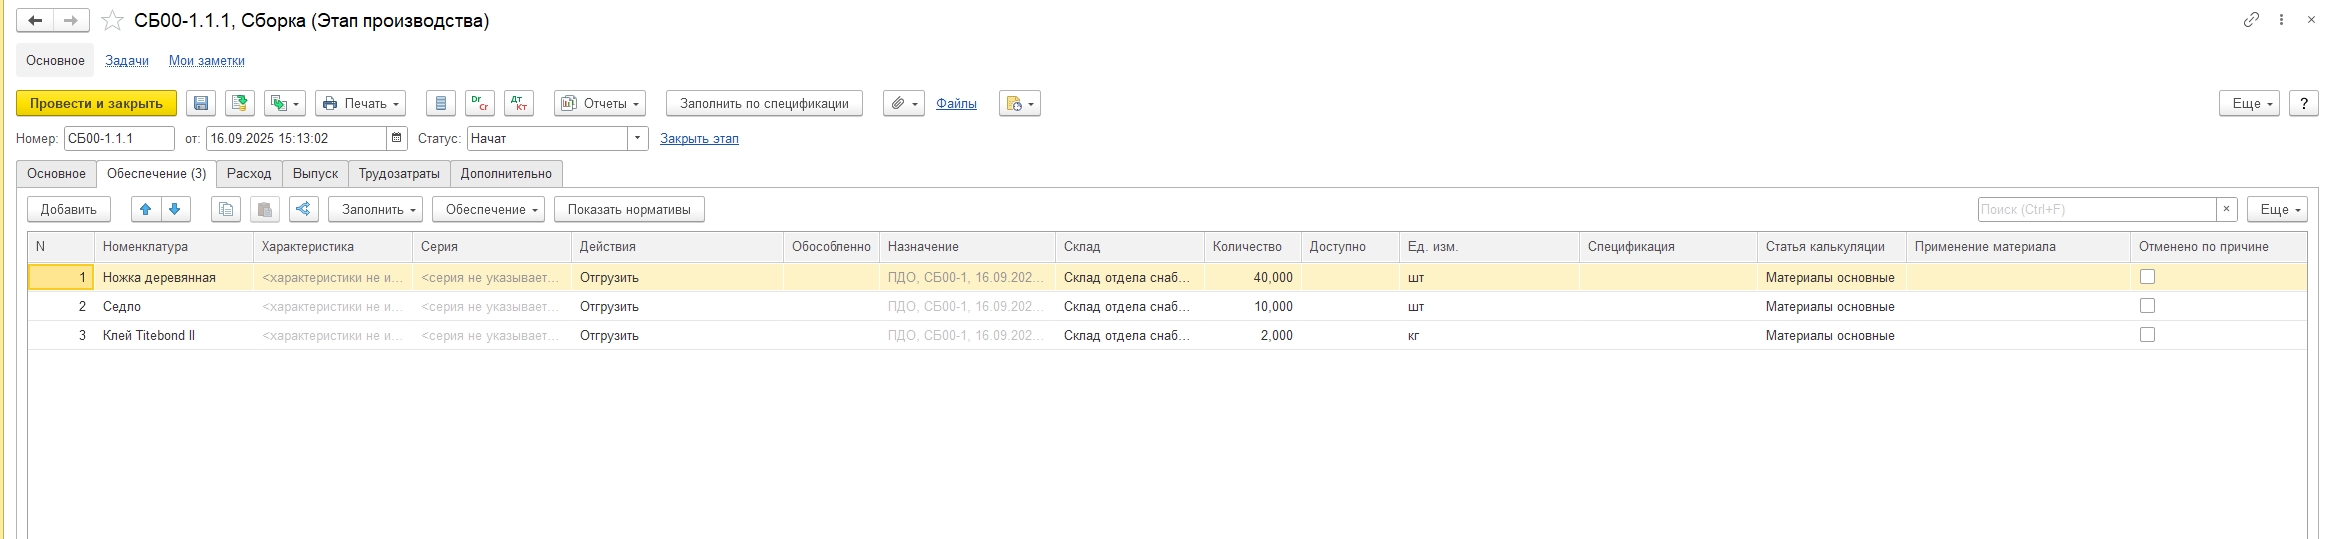 СБ00-1.1.1, Сборка (Этап производства)
Основное Задачи Мои заметки
Провести и закрыть Печать Dr Cr Дт Кт Отчеты Заполнить по спецификации Файлы Еще ?
Номер: СБ00-1.1.1 от: 16.09.2025 15:13:02 Статус: Начат Закрыть этап
Основное Обеспечение (3) Расход Выпуск Трудозатраты Дополнительно
Добавить Заполнить Обеспечение Показать нормативы Поиск (Ctrl+F) × Еще
N Номенклатура Характеристика Серия Действия Обособленно Назначение Склад Количество Доступно Ед. изм. Спецификация Статья калькуляции Применение материала Отменено по причине
1 Ножка деревянная <характеристики не и... <серия не указывает... Отгрузить ПДО, СБ00-1, 16.09.202... Склад отдела снаб... 40,000 шт Материалы основные
2 Седло <характеристики не и... <серия не указывает... Отгрузить ПДО, СБ00-1, 16.09.202... Склад отдела снаб... 10,000 шт Материалы основные
3 Клей Titebond II <характеристики не и... <серия не указывает... Отгрузить ПДО, СБ00-1, 16.09.202... Склад отдела снаб... 2,000 кг Материалы основные